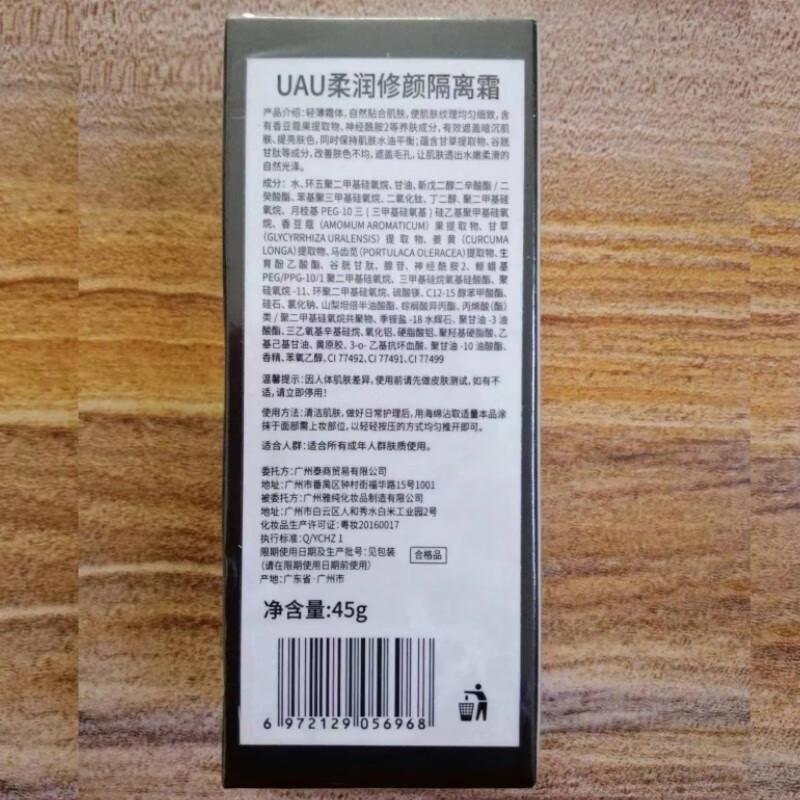 UAU柔润修颜隔离霜
产品介绍:轻薄霜体,自然贴合肌肤,使肌肤纹理均匀细致,含
有香豆蔻果提取物、神经酰胺2等养肤成分,有效遮盖暗沉肌
肤、提亮肤色,同时保持肌肤水油平衡;蕴含甘草提取物、谷胱
甘肽等成分,改善肤色不均,遮盖毛孔,让肌肤透出水嫩柔滑的
自然光泽。
成分:水、环五聚二甲基硅氧烷、甘油、新戊二醇二辛酸酯/二
癸酸酯、苯基聚三甲基硅氧烷、二氧化钛、丁二醇、聚二甲基硅
氧烷、月桂基PEG-10三(三甲基硅氧基)硅乙基聚甲基硅氧
烷、香豆蔻(AMOMUM AROMATICUM)果提取物、甘草
(GLYCYRRHIZA URALENSIS)提取物、姜黄(CURCUMA
LONGA)提取物、马齿苋(PORTULACA OLERACEA)提取物、生
育酚乙酸酯、谷胱甘肽、腺苷、神经酰胺2、鲸蜡基
PEG/PPG-10/1聚二甲基硅氧烷、三甲基硅烷氧基硅酸酯、聚
硅氧烷-11、环聚二甲基硅氧烷、硫酸镁、C12-15醇苯甲酸酯、
硅石、氯化钠、山梨坦倍半油酸酯、棕榈酸异丙酯、丙烯酸(酯)
类/聚二甲基硅氧烷共聚物、季铵盐-18水辉石、聚甘油-3油
酸酯、三乙氧基辛基硅烷、氧化铝、硬脂酸铝、聚羟基硬脂酸、乙
基己基甘油、黄原胶、3-o-乙基抗坏血酸、聚甘油-10油酸酯、
香精、苯氧乙醇、CI 77492、CI 77491、CI 77499
温馨提示:因人体肌肤差异,使用前请先做皮肤测试,如有不
适,请立即停用!
使用方法:清洁肌肤,做好日常护理后,用海绵沾取适量本品涂
抹于面部需上妆部位,以轻轻按压的方式均匀推开即可。
适合人群:适合所有成年人群肤质使用。
委托方:广州泰商贸易有限公司
地址:广州市番禺区钟村街福华路15号1001
被委托方:广州雅纯化妆品制造有限公司
地址:广州市白云区人和秀水白米工业园2号
化妆品生产许可证:粤妆20160017
执行标准:Q/YCHZ 1
限期使用日期及生产批号:见包装 合格品
(请在限期使用日期前使用)
产地:广东省·广州市
净含量:45g
6 972129 056968